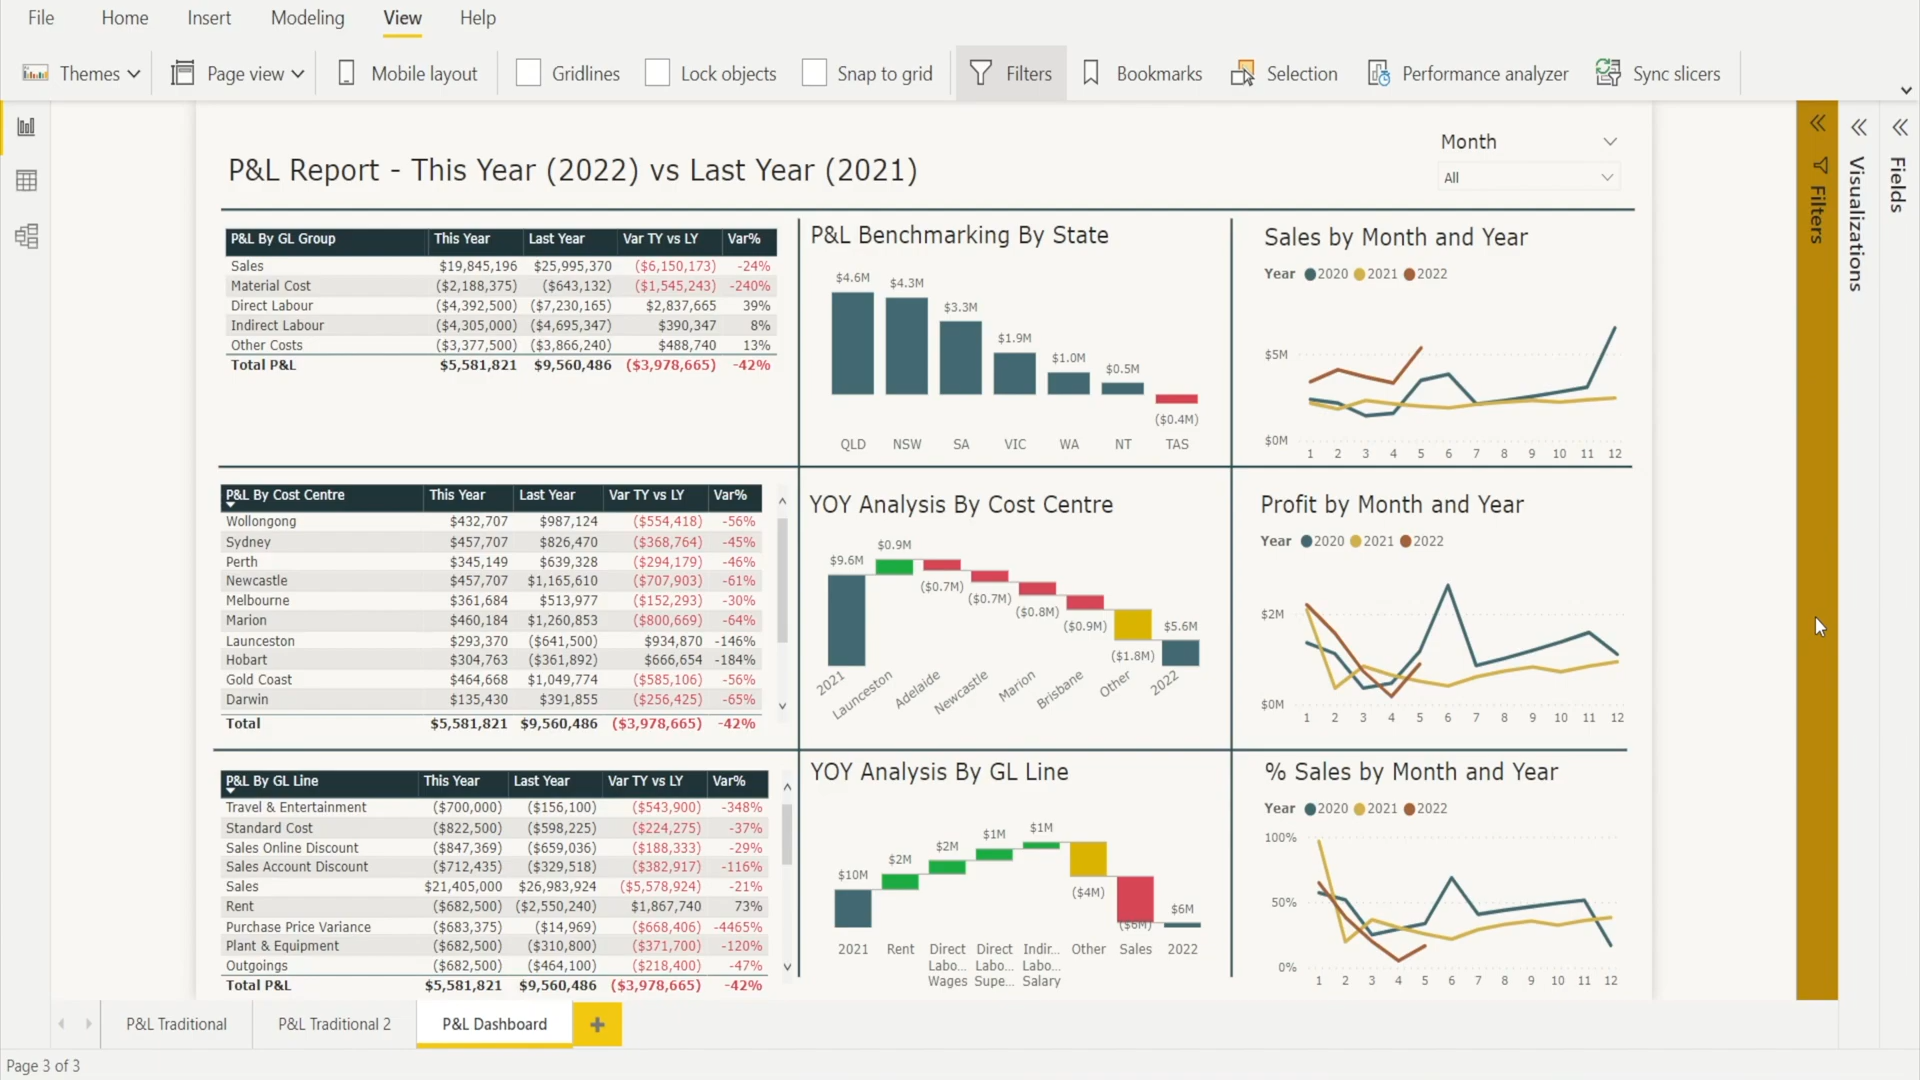 File Home Insert Modeling View Help
Themes Page view Mobile layout Gridlines Lock objects Snap to grid Filters Bookmarks Selection Performance analyzer Sync slicers
P&L Report - This Year (2022) vs Last Year (2021)
Month
All
P&L By GL Group This Year Last Year Var TY vs LY Var%
Sales $19,845,196 $25,995,370 ($6,150,173) -24%
Material Cost ($2,188,375) ($643,132) ($1,545,243) -240%
Direct Labour ($4,392,500) ($7,230,165) $2,837,665 39%
Indirect Labour ($4,305,000) ($4,695,347) $390,347 8%
Other Costs ($3,377,500) ($3,866,240) $488,740 13%
Total P&L $5,581,821 $9,560,486 ($3,978,665) -42%
P&L Benchmarking By State
$4.6M $4.3M $3.3M $1.9M $1.0M $0.5M ($0.4M)
QLD NSW SA VIC WA NT TAS
Sales by Month and Year
Year 2020 2021 2022
$5M
$0M
1 2 3 4 5 6 7 8 9 10 11 12
P&L By Cost Centre This Year Last Year Var TY vs LY Var%
Wollongong $432,707 $987,124 ($554,418) -56%
Sydney $457,707 $826,470 ($368,764) -45%
Perth $345,149 $639,328 ($294,179) -46%
Newcastle $457,707 $1,165,610 ($707,903) -61%
Melbourne $361,684 $513,977 ($152,293) -30%
Marion $460,184 $1,260,853 ($800,669) -64%
Launceston $293,370 ($641,500) $934,870 -146%
Hobart $304,763 ($361,892) $666,654 -184%
Gold Coast $464,668 $1,049,774 ($585,106) -56%
Darwin $135,430 $391,855 ($256,425) -65%
Total $5,581,821 $9,560,486 ($3,978,665) -42%
YOY Analysis By Cost Centre
$9.6M $0.9M ($0.7M) ($0.7M) ($0.8M) ($0.9M) ($1.8M) $5.6M
2021 Launceston Adelaide Newcastle Marion Brisbane Other 2022
Profit by Month and Year
Year 2020 2021 2022
$2M
$0M
1 2 3 4 5 6 7 8 9 10 11 12
P&L By GL Line This Year Last Year Var TY vs LY Var%
Travel & Entertainment ($700,000) ($156,100) ($543,900) -348%
Standard Cost ($822,500) ($598,225) ($224,275) -37%
Sales Online Discount ($847,369) ($659,036) ($188,333) -29%
Sales Account Discount ($712,435) ($329,518) ($382,917) -116%
Sales $21,405,000 $26,983,924 ($5,578,924) -21%
Rent ($682,500) ($2,550,240) $1,867,740 73%
Purchase Price Variance ($683,375) ($14,969) ($668,406) -4465%
Plant & Equipment ($682,500) ($310,800) ($371,700) -120%
Outgoings ($682,500) ($464,100) ($218,400) -47%
Total P&L $5,581,821 $9,560,486 ($3,978,665) -42%
YOY Analysis By GL Line
$10M $2M $2M $1M $1M ($4M) ($6M) $6M
2021 Rent Direct Direct Indir... Other Sales 2022
Labo... Labo... Labo...
Wages Supe... Salary
% Sales by Month and Year
Year 2020 2021 2022
100%
50%
0%
1 2 3 4 5 6 7 8 9 10 11 12
Filters
Visualizations
Fields
P&L Traditional P&L Traditional 2 P&L Dashboard
Page 3 of 3